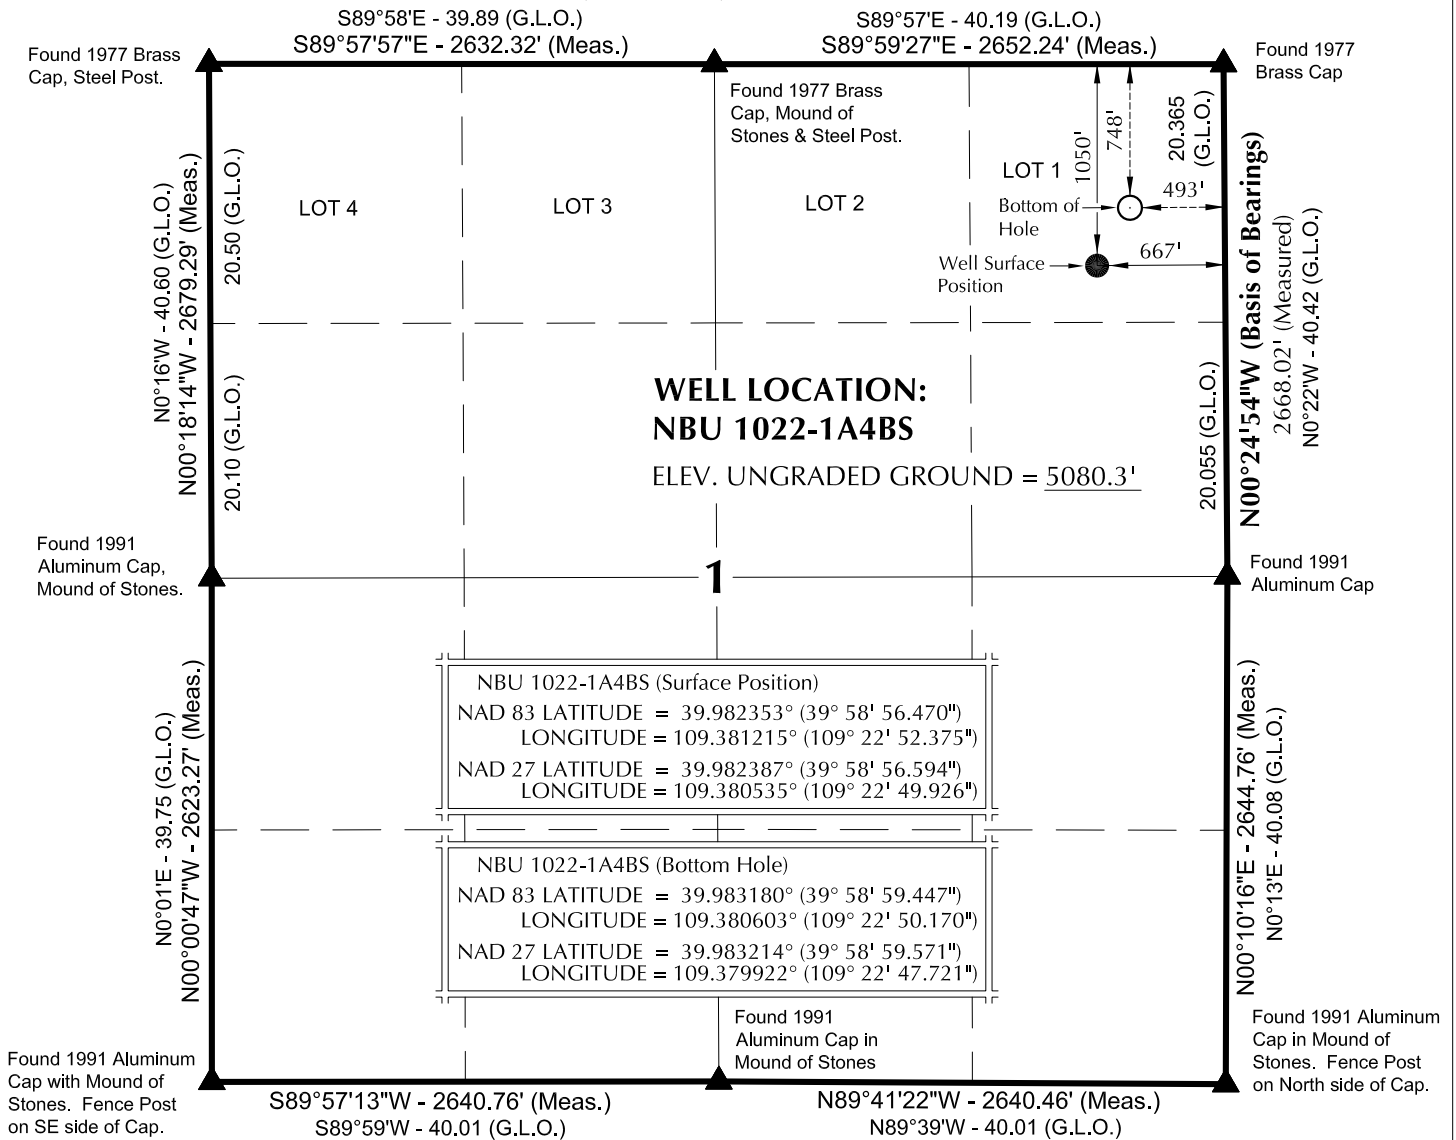 S89°58'E - 39.89 (G.L.O.)
S89°57'57"E - 2632.32' (Meas.)
S89°57'E - 40.19 (G.L.O.)
S89°59'27"E - 2652.24' (Meas.)
Found 1977 Brass
Cap, Steel Post.
Found 1977 Brass
Cap, Mound of
Stones & Steel Post.
Found 1977
Brass Cap
1050'
748'
20.365
(G.L.O.)
LOT 4
LOT 3
LOT 2
LOT 1
Bottom of
Hole
493'
Well Surface
Position
667'
N0°16'W - 40.60 (G.L.O.)
N00°18'14"W - 2679.29' (Meas.)
20.50 (G.L.O.)
20.10 (G.L.O.)
WELL LOCATION:
NBU 1022-1A4BS
ELEV. UNGRADED GROUND = 5080.3'
20.055 (G.L.O.)
N00°24'54"W (Basis of Bearings)
2668.02' (Measured)
N0°22'W - 40.42 (G.L.O.)
Found 1991
Aluminum Cap,
Mound of Stones.
1
Found 1991
Aluminum Cap
NBU 1022-1A4BS (Surface Position)
NAD 83 LATITUDE = 39.982353° (39° 58' 56.470")
LONGITUDE = 109.381215° (109° 22' 52.375")
NAD 27 LATITUDE = 39.982387° (39° 58' 56.594")
LONGITUDE = 109.380535° (109° 22' 49.926")
NBU 1022-1A4BS (Bottom Hole)
NAD 83 LATITUDE = 39.983180° (39° 58' 59.447")
LONGITUDE = 109.380603° (109° 22' 50.170")
NAD 27 LATITUDE = 39.983214° (39° 58' 59.571")
LONGITUDE = 109.379922° (109° 22' 47.721")
N0°01'E - 39.75 (G.L.O.)
N00°00'47"W - 2623.27' (Meas.)
N00°10'16"E - 2644.76' (Meas.)
N0°13'E - 40.08 (G.L.O.)
Found 1991 Aluminum
Cap with Mound of
Stones. Fence Post
on SE side of Cap.
Found 1991
Aluminum Cap in
Mound of Stones
Found 1991 Aluminum
Cap in Mound of
Stones. Fence Post
on North side of Cap.
S89°57'13"W - 2640.76' (Meas.)
S89°59'W - 40.01 (G.L.O.)
N89°41'22"W - 2640.46' (Meas.)
N89°39'W - 40.01 (G.L.O.)